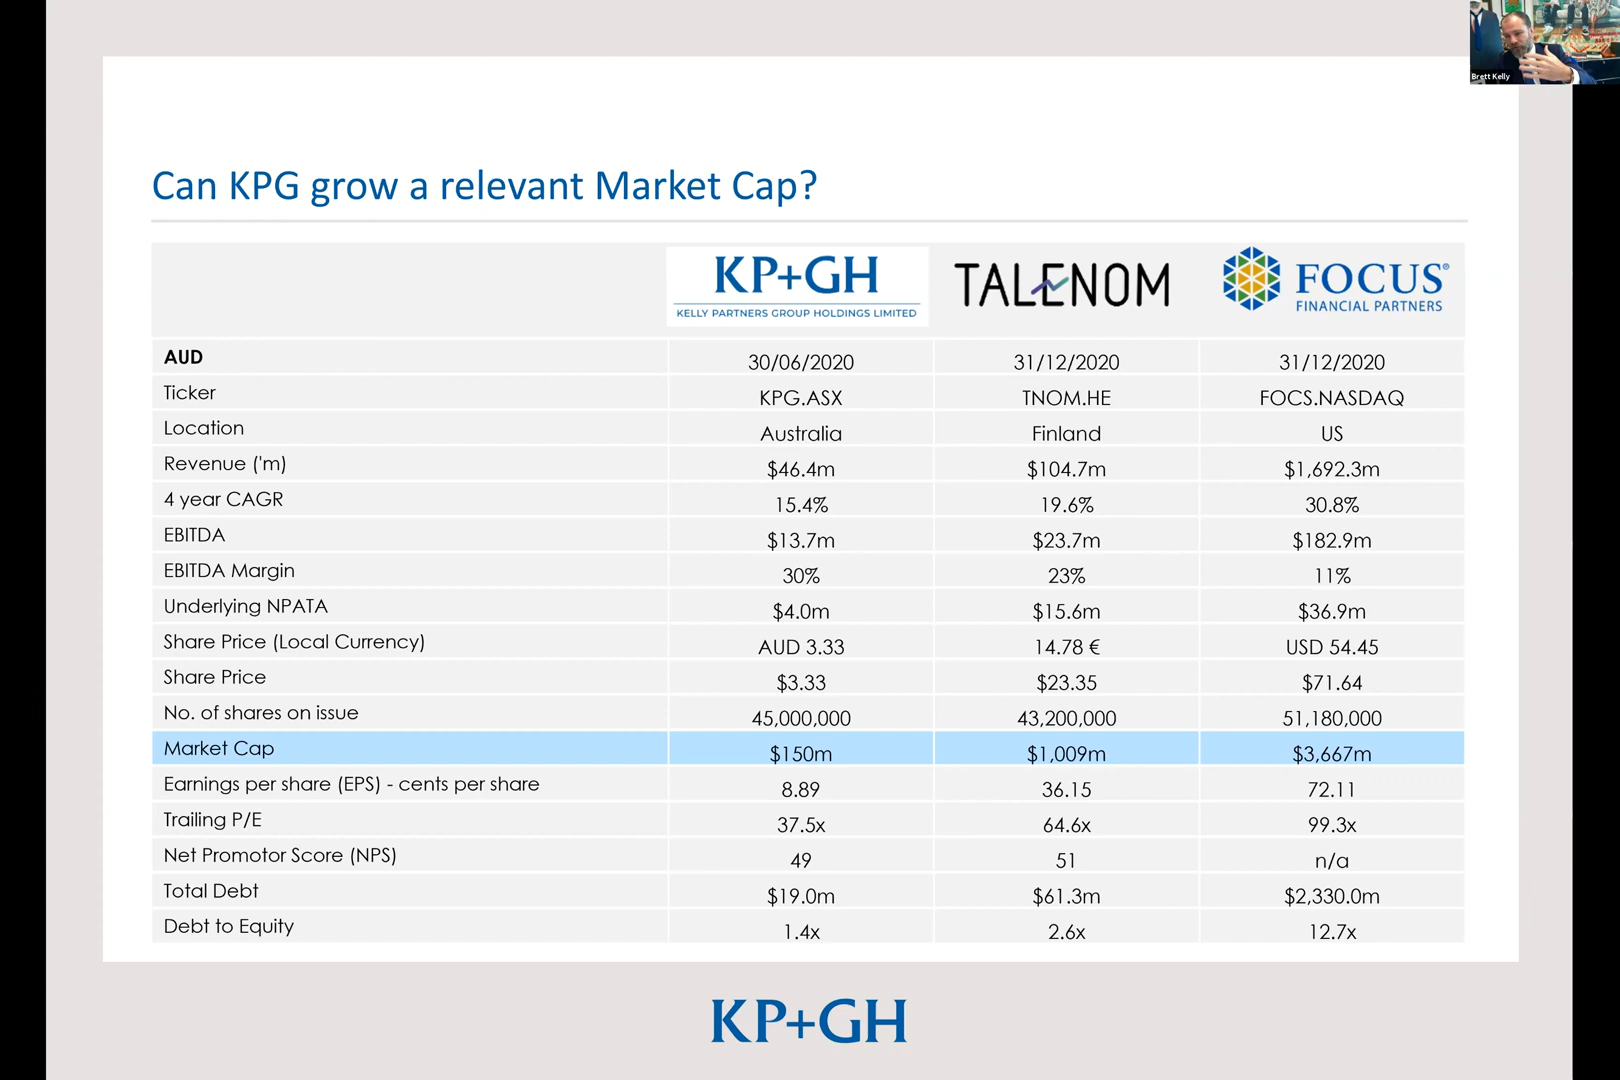 Brett Kelly
Can KPG grow a relevant Market Cap?
KP+GH
KELLY PARTNERS GROUP HOLDINGS LIMITED
TALENOM
FOCUS®
FINANCIAL PARTNERS
AUD 30/06/2020 31/12/2020 31/12/2020
Ticker KPG.ASX TNOM.HE FOCS.NASDAQ
Location Australia Finland US
Revenue ('m) $46.4m $104.7m $1,692.3m
4 year CAGR 15.4% 19.6% 30.8%
EBITDA $13.7m $23.7m $182.9m
EBITDA Margin 30% 23% 11%
Underlying NPATA $4.0m $15.6m $36.9m
Share Price (Local Currency) AUD 3.33 14.78 € USD 54.45
Share Price $3.33 $23.35 $71.64
No. of shares on issue 45,000,000 43,200,000 51,180,000
Market Cap $150m $1,009m $3,667m
Earnings per share (EPS) - cents per share 8.89 36.15 72.11
Trailing P/E 37.5x 64.6x 99.3x
Net Promotor Score (NPS) 49 51 n/a
Total Debt $19.0m $61.3m $2,330.0m
Debt to Equity 1.4x 2.6x 12.7x
KP+GH